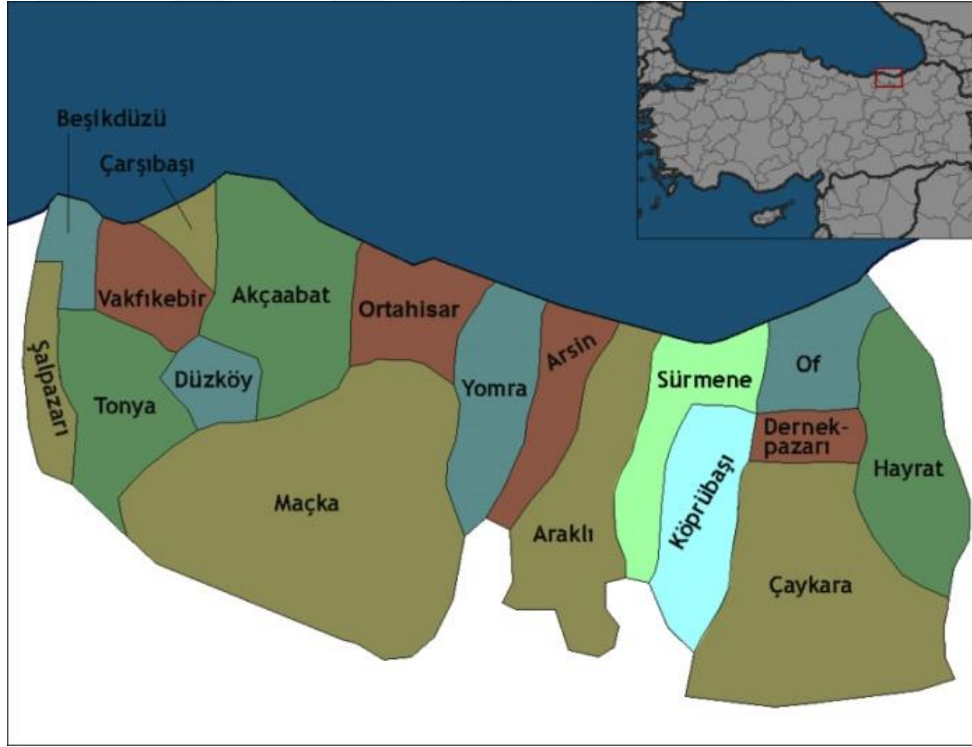 Beşikdüzü
Çarşıbaşı
Vakfıkebir
Akçaabat
Ortahisar
Arsin
Şalpazarı
Tonya
Düzköy
Yomra
Sürmene
Of
Dernek-
pazarı
Hayrat
Maçka
Araklı
Köprübaşı
Çaykara